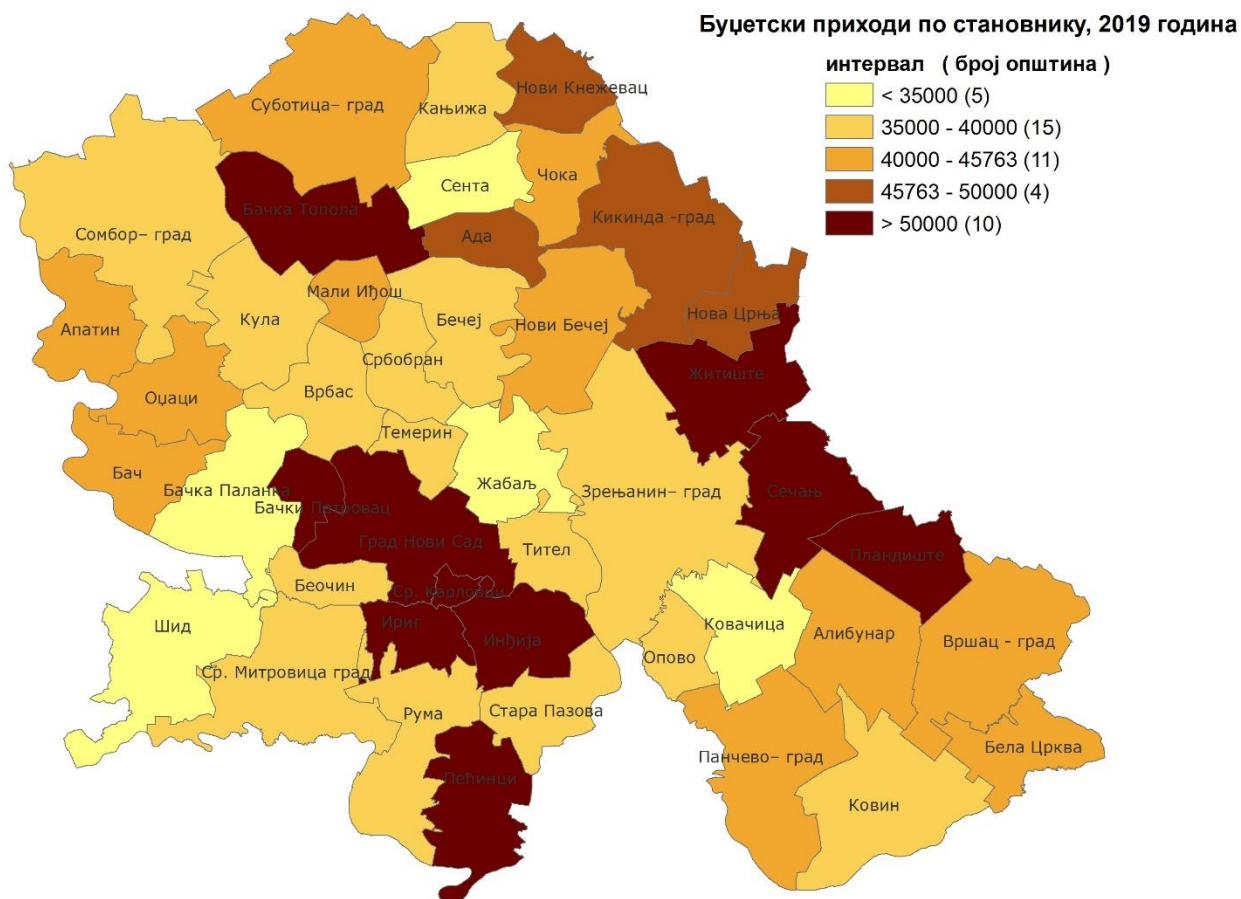 Буџетски приходи по становнику, 2019 година
интервал ( број општина )
< 35000 (5)
35000 - 40000 (15)
40000 - 45763 (11)
45763 - 50000 (4)
> 50000 (10)
Нови Кнежевац
Суботица– град
Кањижа
Чока
Сента
Бачка Топола
Кикинда -град
Сомбор– град
Ада
Мали Иђош
Нова Црња
Апатин
Кула
Бечеј
Нови Бечеј
Србобран
Житиште
Оџаци
Врбас
Темерин
Бач
Бачка Паланка
Жабаљ
Зрењанин– град
Сечањ
Бачки Петровац
Град Нови Сад
Тител
Пландиште
Беочин
Ср. Карловци
Ковачица
Шид
Ириг
Инђија
Алибунар
Вршац - град
Опово
Ср. Митровица град
Рума
Стара Пазова
Бела Црква
Панчево– град
Пећинци
Ковин